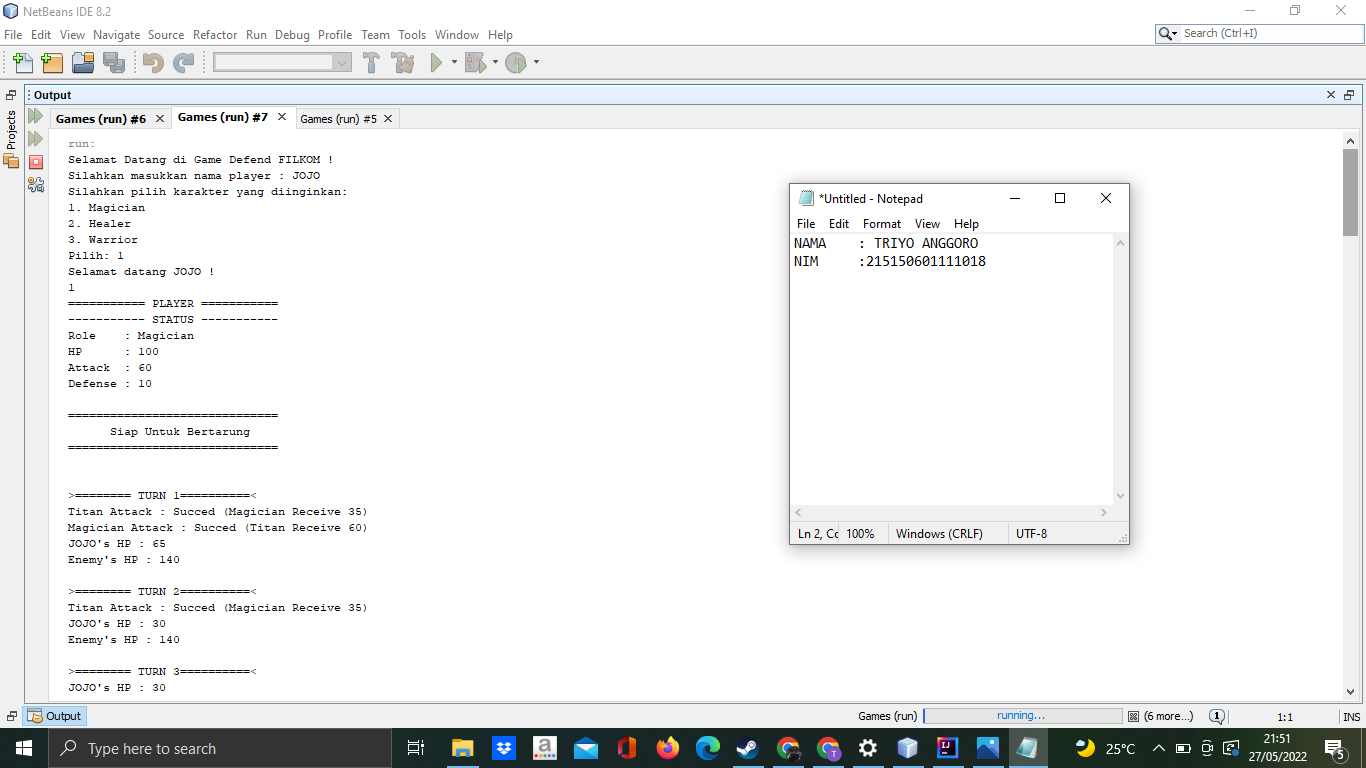 NetBeans IDE 8.2
File Edit View Navigate Source Refactor Run Debug Profile Team Tools Window Help
Search (Ctrl+I)
Output
Projects
Games (run) #6
Games (run) #7
Games (run) #5
run:
Selamat Datang di Game Defend FILKOM !
Silahkan masukkan nama player : JOJO
Silahkan pilih karakter yang diinginkan:
1. Magician
2. Healer
3. Warrior
Pilih: 1
Selamat datang JOJO !
1
=========== PLAYER ===========
----------- STATUS -----------
Role    : Magician
HP      : 100
Attack  : 60
Defense : 10
==============================
Siap Untuk Bertarung
==============================
>======== TURN 1==========<
Titan Attack : Succed (Magician Receive 35)
Magician Attack : Succed (Titan Receive 60)
JOJO's HP : 65
Enemy's HP : 140
>======== TURN 2==========<
Titan Attack : Succed (Magician Receive 35)
JOJO's HP : 30
Enemy's HP : 140
>======== TURN 3==========<
JOJO's HP : 30
*Untitled - Notepad
File Edit Format View Help
NAMA    : TRIYO ANGGORO
NIM     :215150601111018
Ln 2, Cc 100% Windows (CRLF) UTF-8
Output
Games (run) running... (6 more...) 1 1:1 INS
Type here to search
25°C
21:51
27/05/2022
5